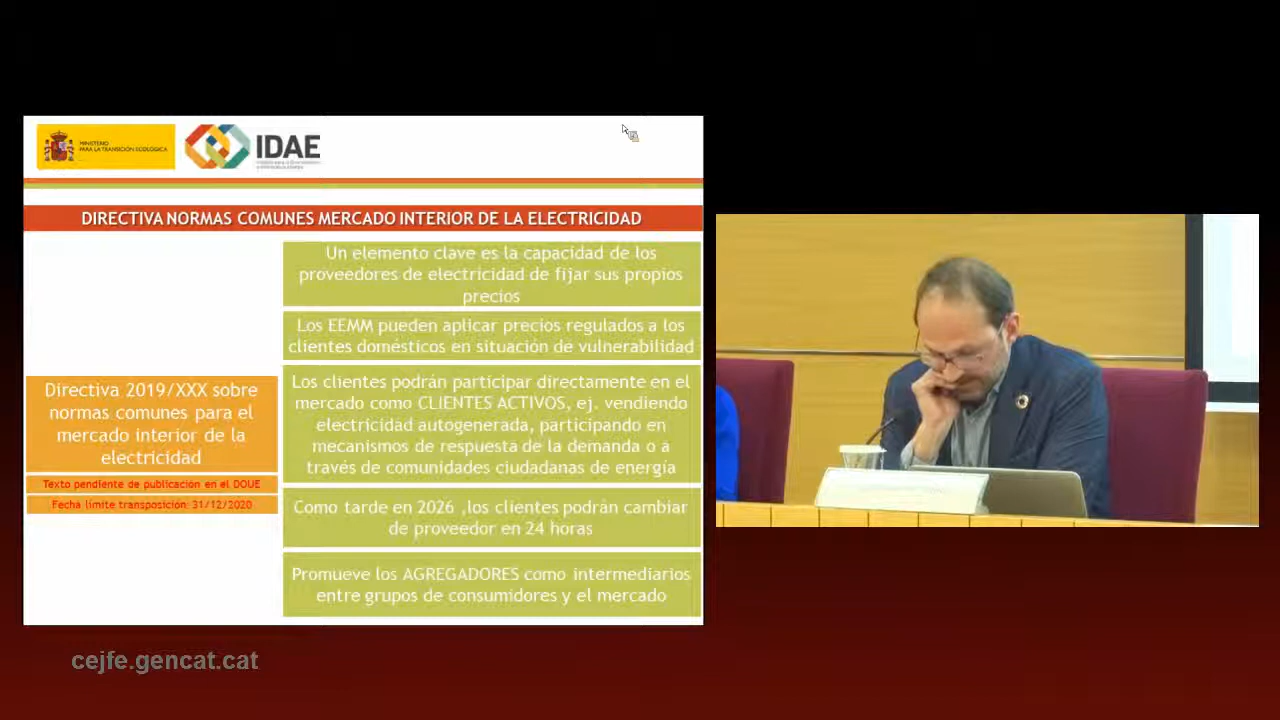 MINISTERIO
PARA LA TRANSICIÓN ECOLÓGICA
IDAE
DIRECTIVA NORMAS COMUNES MERCADO INTERIOR DE LA ELECTRICIDAD
Directiva 2019/XXX sobre
normas comunes para el
mercado interior de la
electricidad
Texto pendiente de publicación en el DOUE
Fecha límite transposición: 31/12/2020
Un elemento clave es la capacidad de los
proveedores de electricidad de fijar sus propios
precios
Los EEMM pueden aplicar precios regulados a los
clientes domésticos en situación de vulnerabilidad
Los clientes podrán participar directamente en el
mercado como CLIENTES ACTIVOS, ej. vendiendo
electricidad autogenerada, participando en
mecanismos de respuesta de la demanda o a
través de comunidades ciudadanas de energía
Como tarde en 2026 ,los clientes podrán cambiar
de proveedor en 24 horas
Promueve los AGREGADORES como intermediarios
entre grupos de consumidores y el mercado
cejfe.gencat.cat